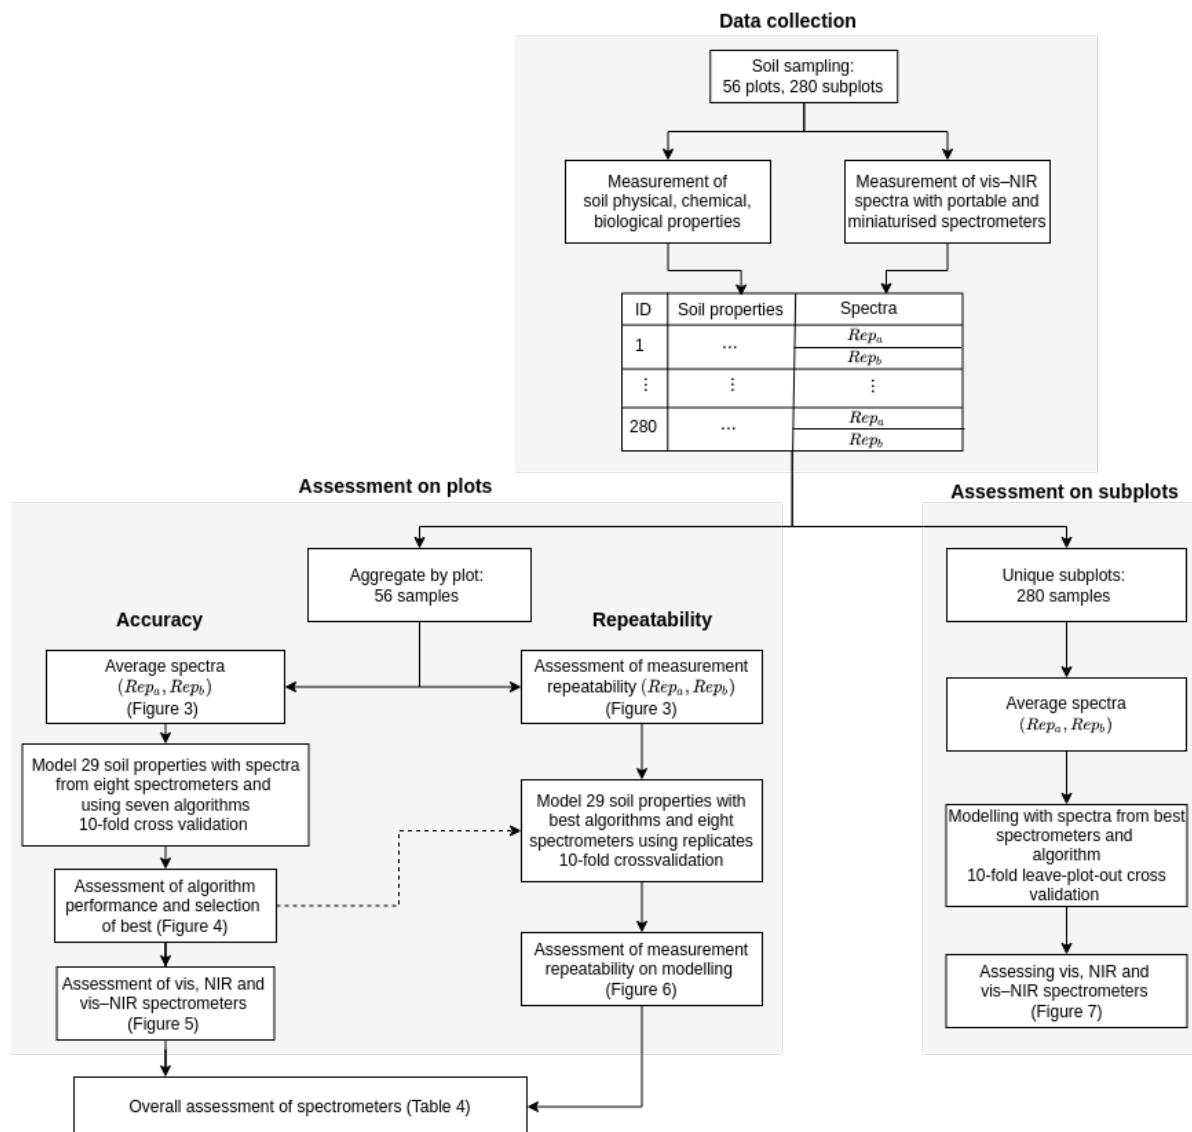 Data collection
Soil sampling:
56 plots, 280 subplots
Measurement of
soil physical, chemical,
biological properties
Measurement of vis–NIR
spectra with portable and
miniaturised spectrometers
ID Soil properties Spectra
1 ... Rep_a
Rep_b
⋮ ⋮ ⋮
280 ... Rep_a
Rep_b
Assessment on plots
Aggregate by plot:
56 samples
Accuracy
Average spectra
(Rep_a, Rep_b)
(Figure 3)
Model 29 soil properties with spectra
from eight spectrometers and
using seven algorithms
10-fold cross validation
Assessment of algorithm
performance and selection
of best (Figure 4)
Assessment of vis, NIR and
vis–NIR spectrometers
(Figure 5)
Repeatability
Assessment of measurement
repeatability (Rep_a, Rep_b)
(Figure 3)
Model 29 soil properties with
best algorithms and eight
spectrometers using replicates
10-fold crossvalidation
Assessment of measurement
repeatability on modelling
(Figure 6)
Overall assessment of spectrometers (Table 4)
Assessment on subplots
Unique subplots:
280 samples
Average spectra
(Rep_a, Rep_b)
Modelling with spectra from best
spectrometers and
algorithm
10-fold leave-plot-out cross
validation
Assessing vis, NIR and
vis–NIR spectrometers
(Figure 7)